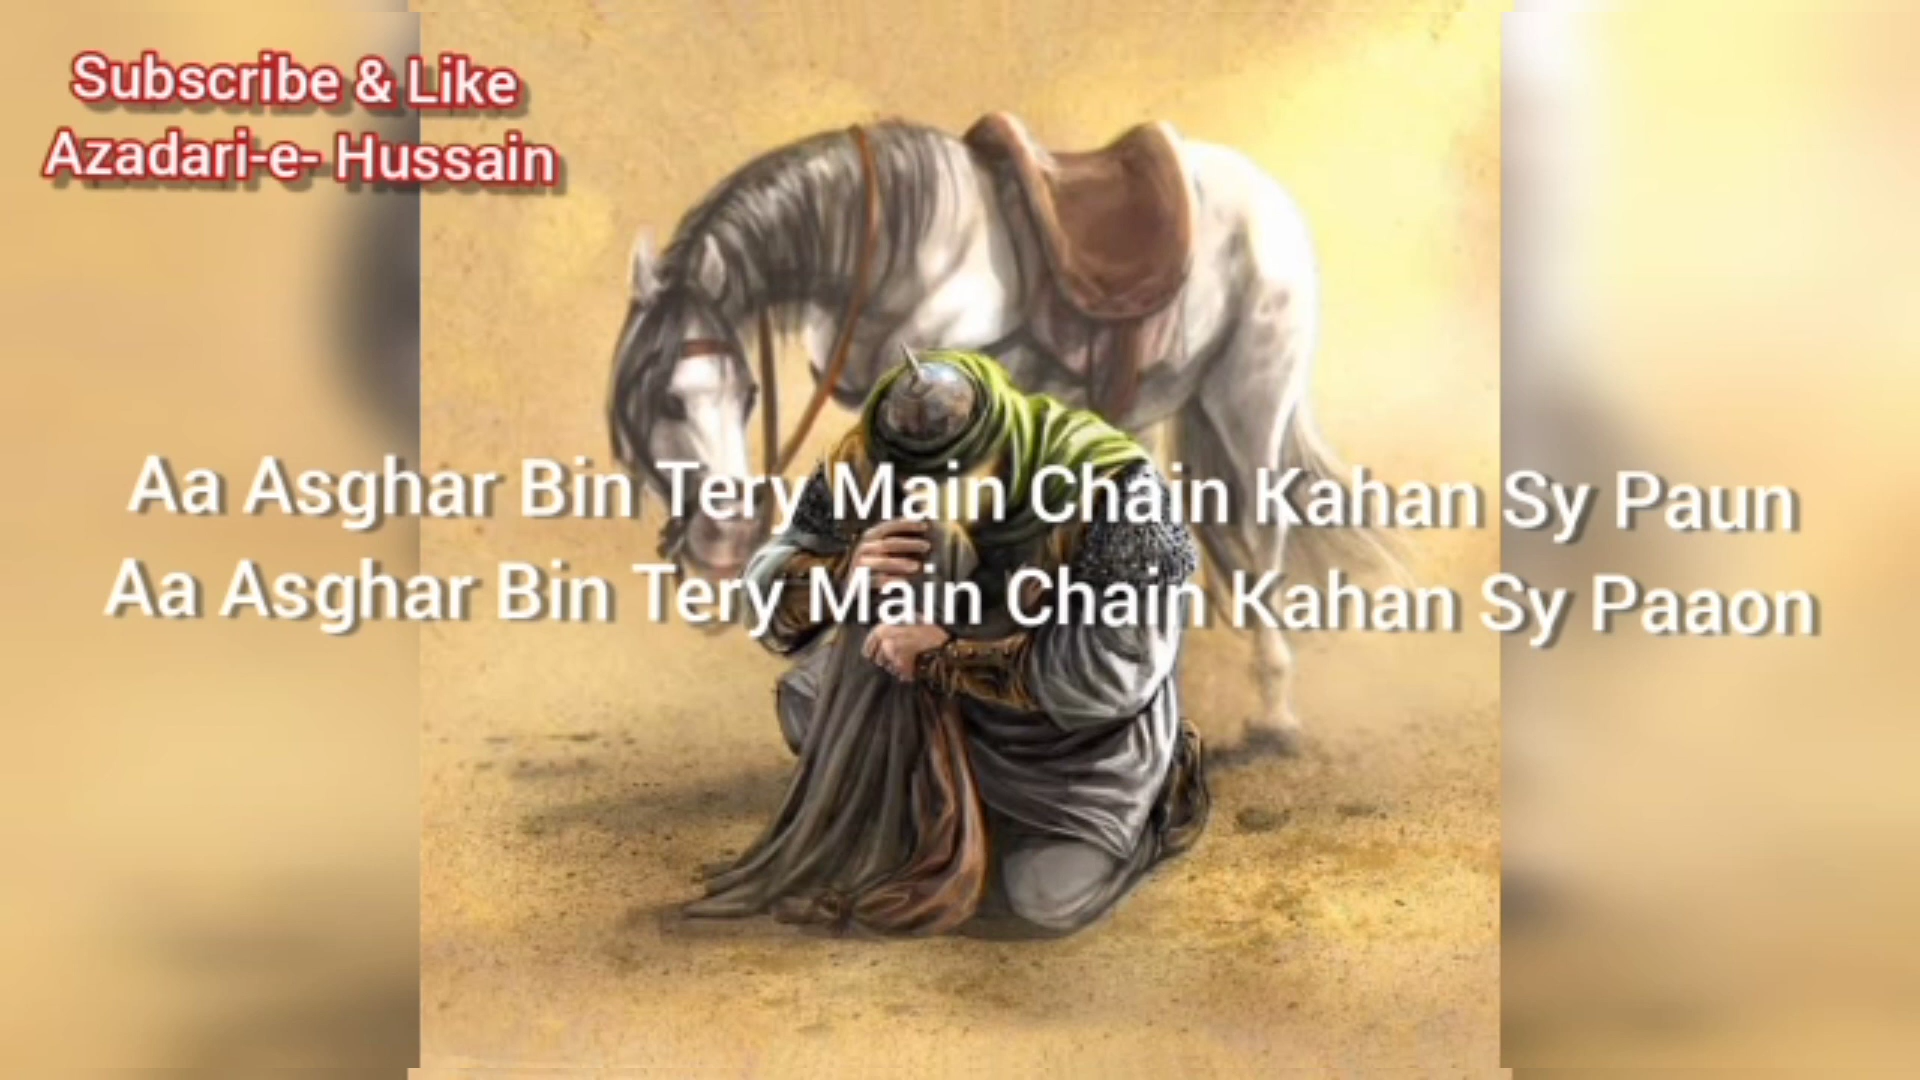 Subscribe & Like
Azadari-e- Hussain
Aa Asghar Bin Tery Main Chain Kahan Sy Paun
Aa Asghar Bin Tery Main Chain Kahan Sy Paaon